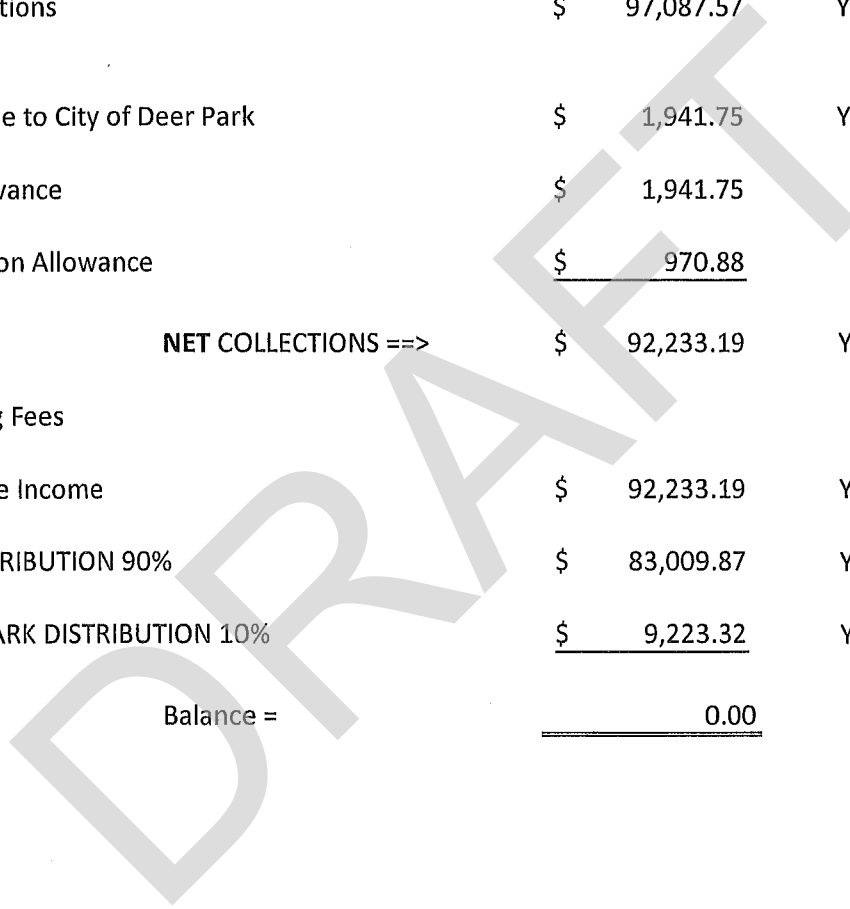 tions $ 97,087.57 Y
e to City of Deer Park $ 1,941.75 Y
vance $ 1,941.75
on Allowance $ 970.88
NET COLLECTIONS ==> $ 92,233.19 Y
g Fees
e Income $ 92,233.19 Y
RIBUTION 90% $ 83,009.87 Y
ARK DISTRIBUTION 10% $ 9,223.32 Y
Balance = 0.00
DRAFT